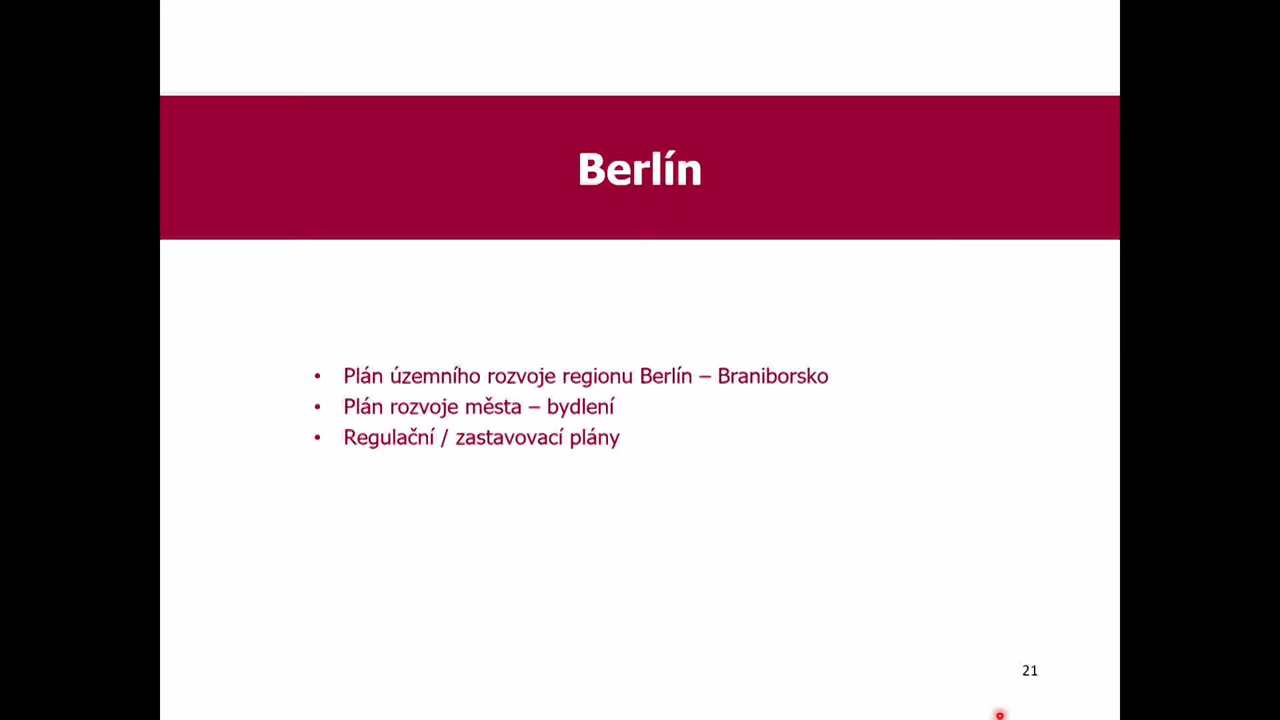 Berlín
• Plán územního rozvoje regionu Berlín – Braniborsko
• Plán rozvoje města – bydlení
• Regulační / zastavovací plány
21